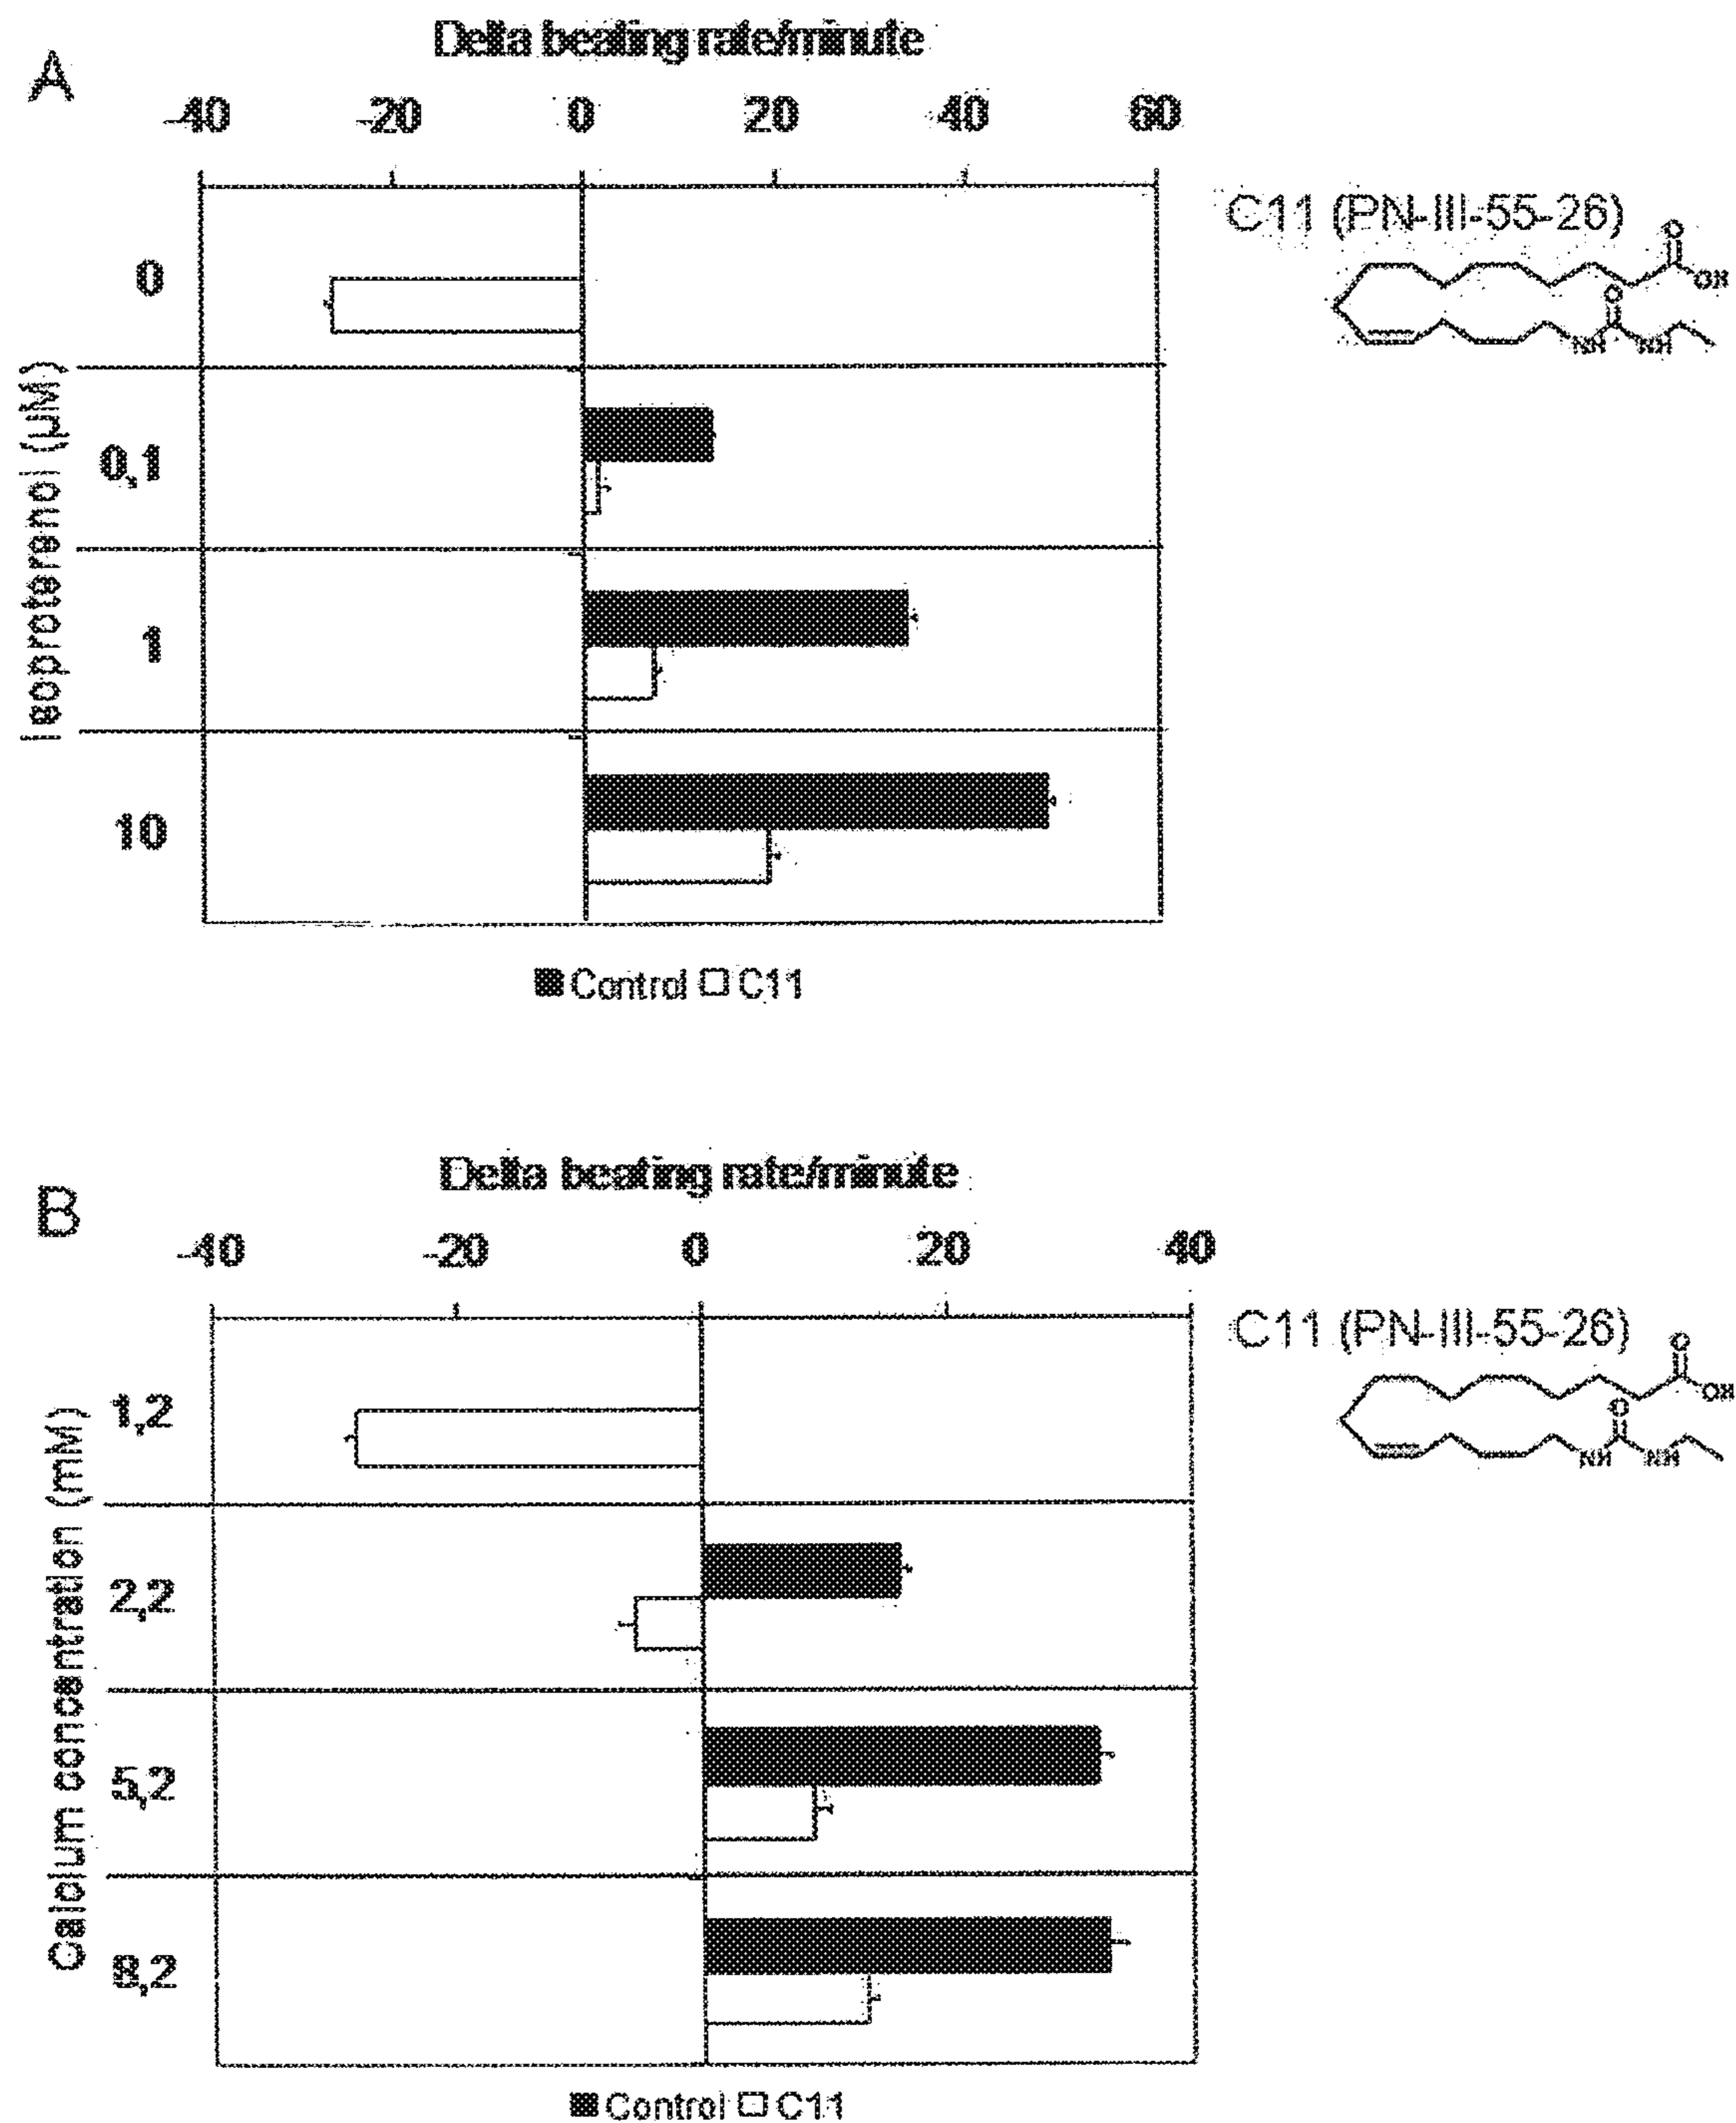 A
Delta beating rate/minute
-40 -20 0 20 40 60
C11 (PN-III-55-26)
O
OH
O
NH NH
Isoproterenol (µM)
0
0,1
1
10
Control C11
B
Delta beating rate/minute
-40 -20 0 20 40
C11 (PN-III-55-26)
O
OH
O
NH NH
Calcium concentration (mM)
1,2
2,2
5,2
8,2
Control C11